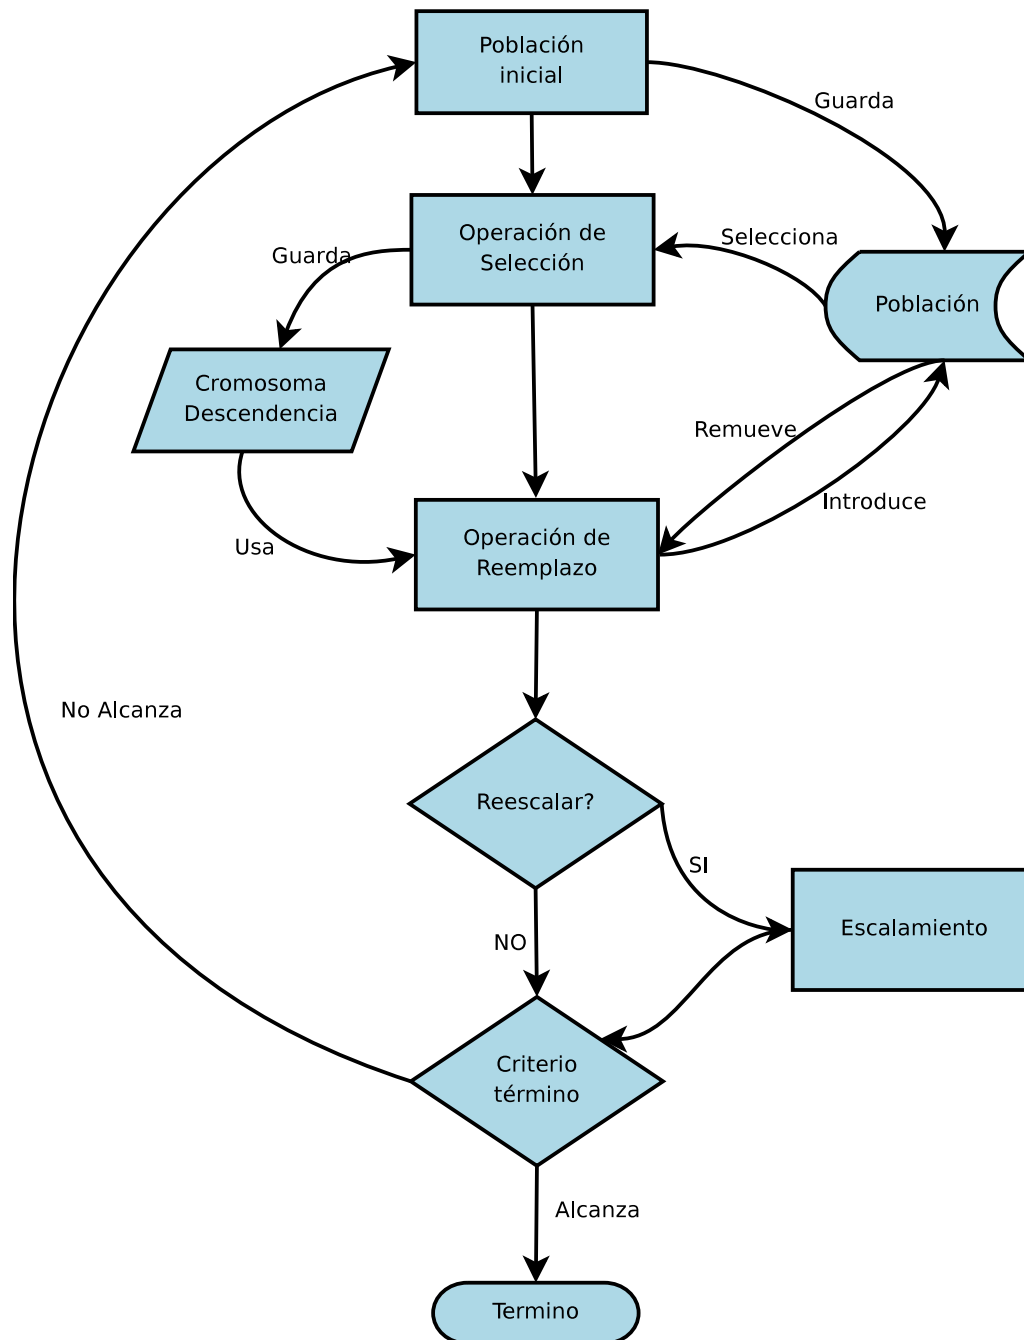 Población
inicial
Guarda
Operación de
Selección
Selecciona
Guarda
Población
Cromosoma
Descendencia
Remueve
Introduce
Usa
Operación de
Reemplazo
No Alcanza
Reescalar?
SI
Escalamiento
NO
Criterio
término
Alcanza
Termino